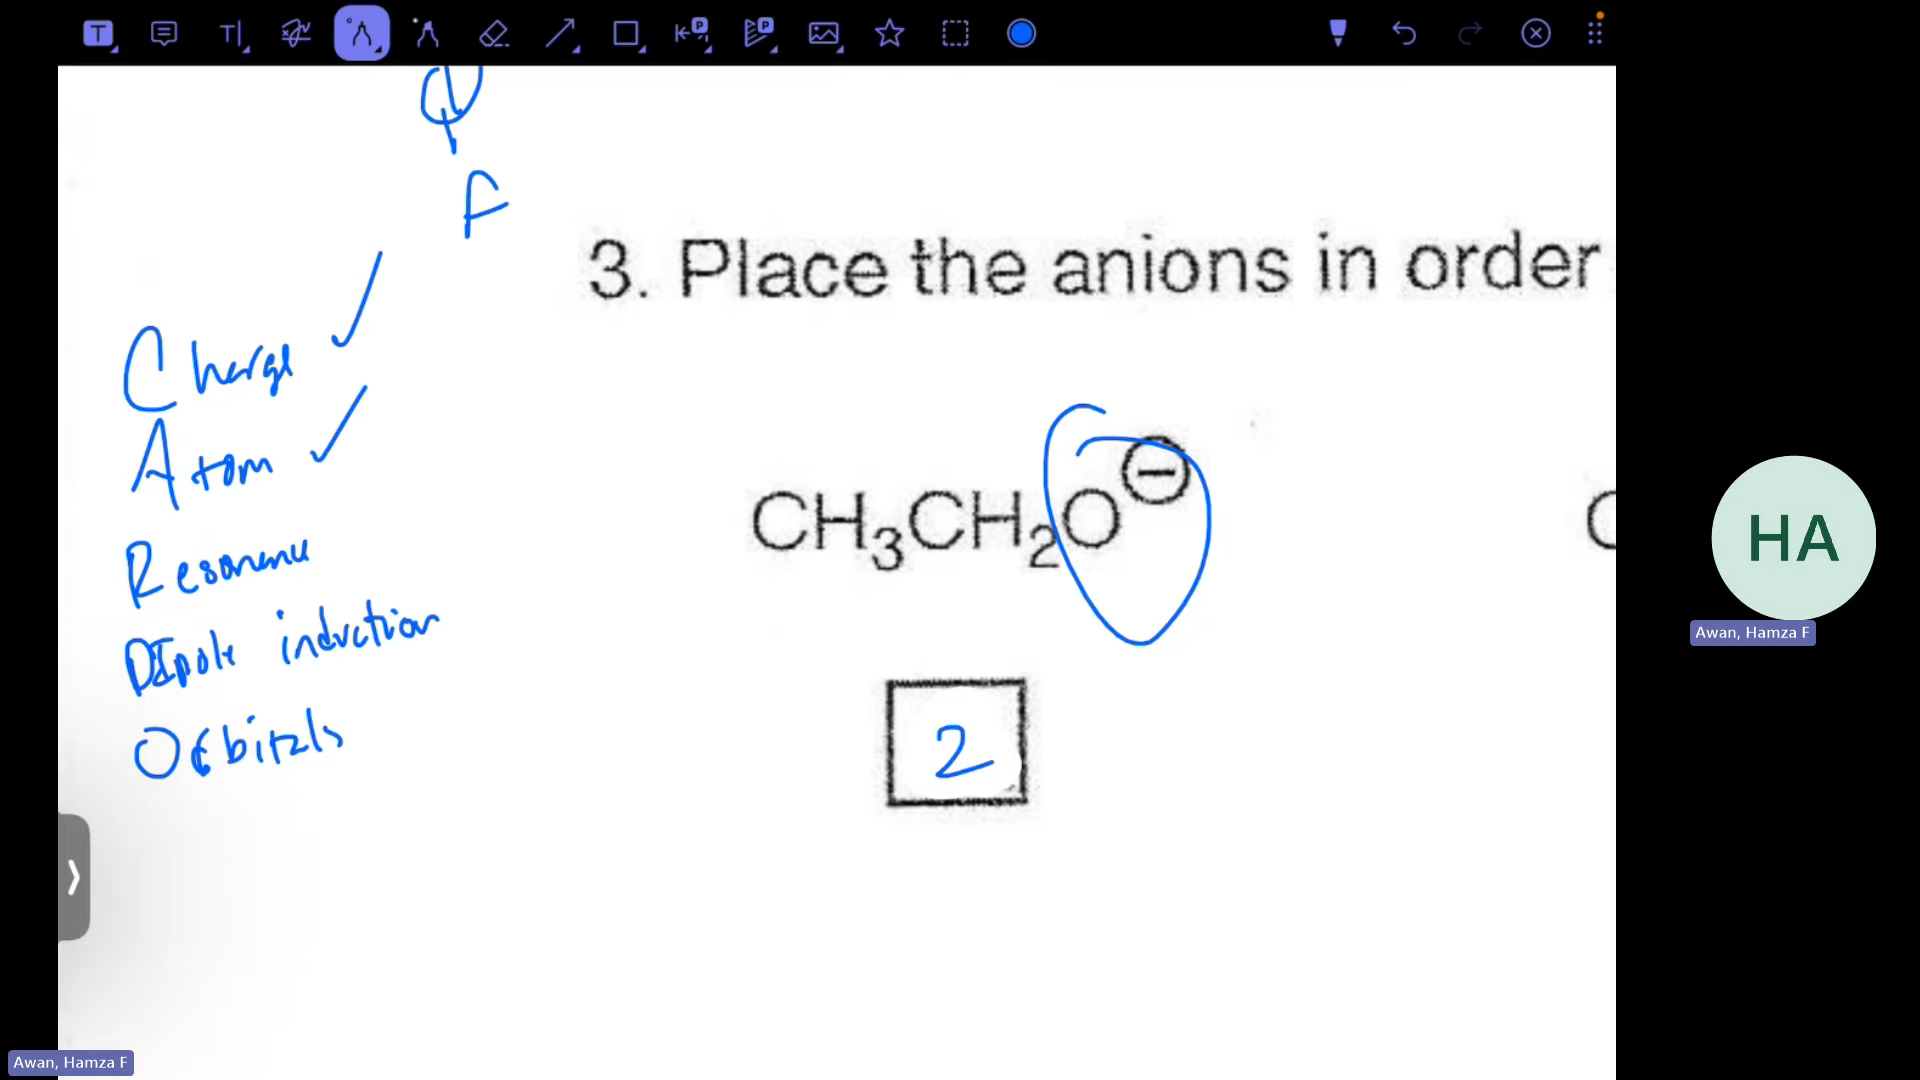 F
3. Place the anions in order
Charge ✓
Atom ✓
CH₃CH₂O⊖
C
Resonance
HA
Awan, Hamza F
DIpole induction
Orbitals
2
Awan, Hamza F